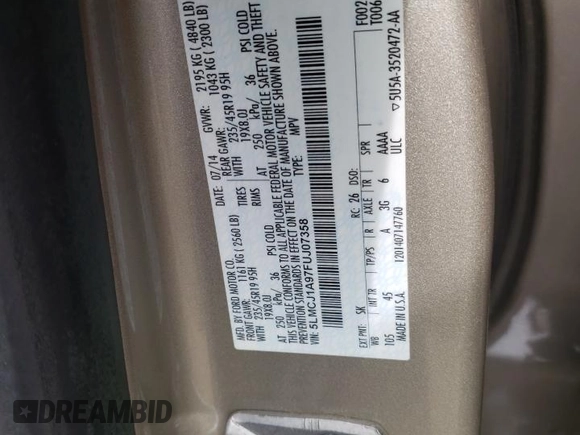 MFD. BY FORD MOTOR CO.
DATE: 07/14 GVWR: 2195 KG ( 4840 LB)
FRONT GAWR: 1161 KG ( 2560 LB) REAR GAWR: 1043 KG ( 2300 LB)
WITH 235/45R19 95H TIRES WITH 235/45R19 95H
19X8.0J RIMS 19X8.0J
AT 250 kPa/ 36 PSI COLD AT 250 kPa/ 36 PSI COLD
THIS VEHICLE CONFORMS TO ALL APPLICABLE FEDERAL MOTOR VEHICLE SAFETY AND THEFT
PREVENTION STANDARDS IN EFFECT ON THE DATE OF MANUFACTURE SHOWN ABOVE.
VIN: 5LMCJ1A97FUJ07358 TYPE: MPV
F002
T006
EXT PNT: SK RC: 26 DSO:
WB INT TR TP/PS R AXLE TR SPR
105 45 A 3G 6 AAAA
MADE IN U.S.A. ULC
1201407147760
5U5A-3520472-AA
DREAMBID